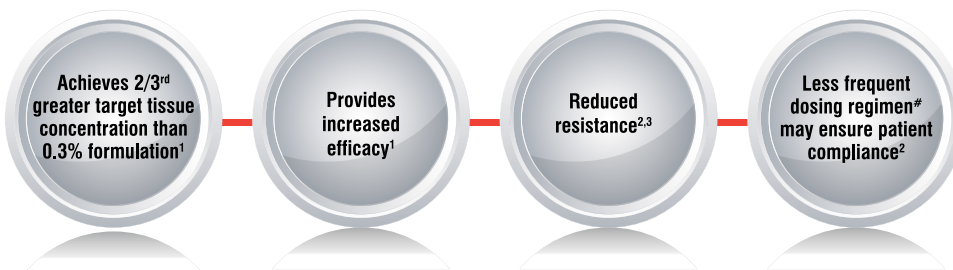 Achieves 2/3rd
greater target tissue
concentration than
0.3% formulation1
Provides
increased
efficacy1
Reduced
resistance2,3
Less frequent
dosing regimen#
may ensure patient
compliance2